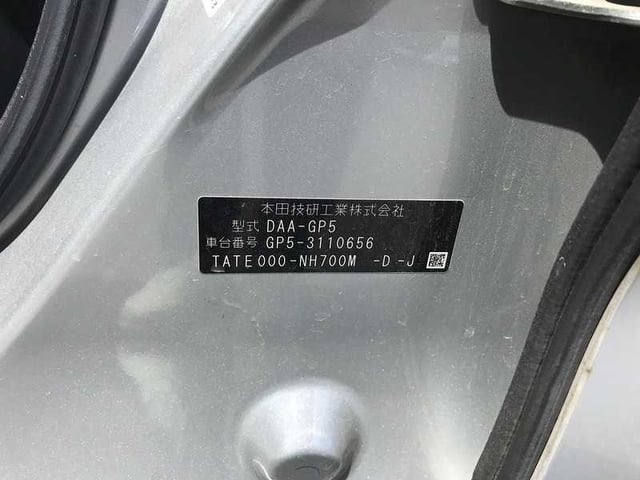 本田技研工業株式会社
型式 DAA-GP5
車台番号 GP5-3110656
TATE000-NH700M -D-J